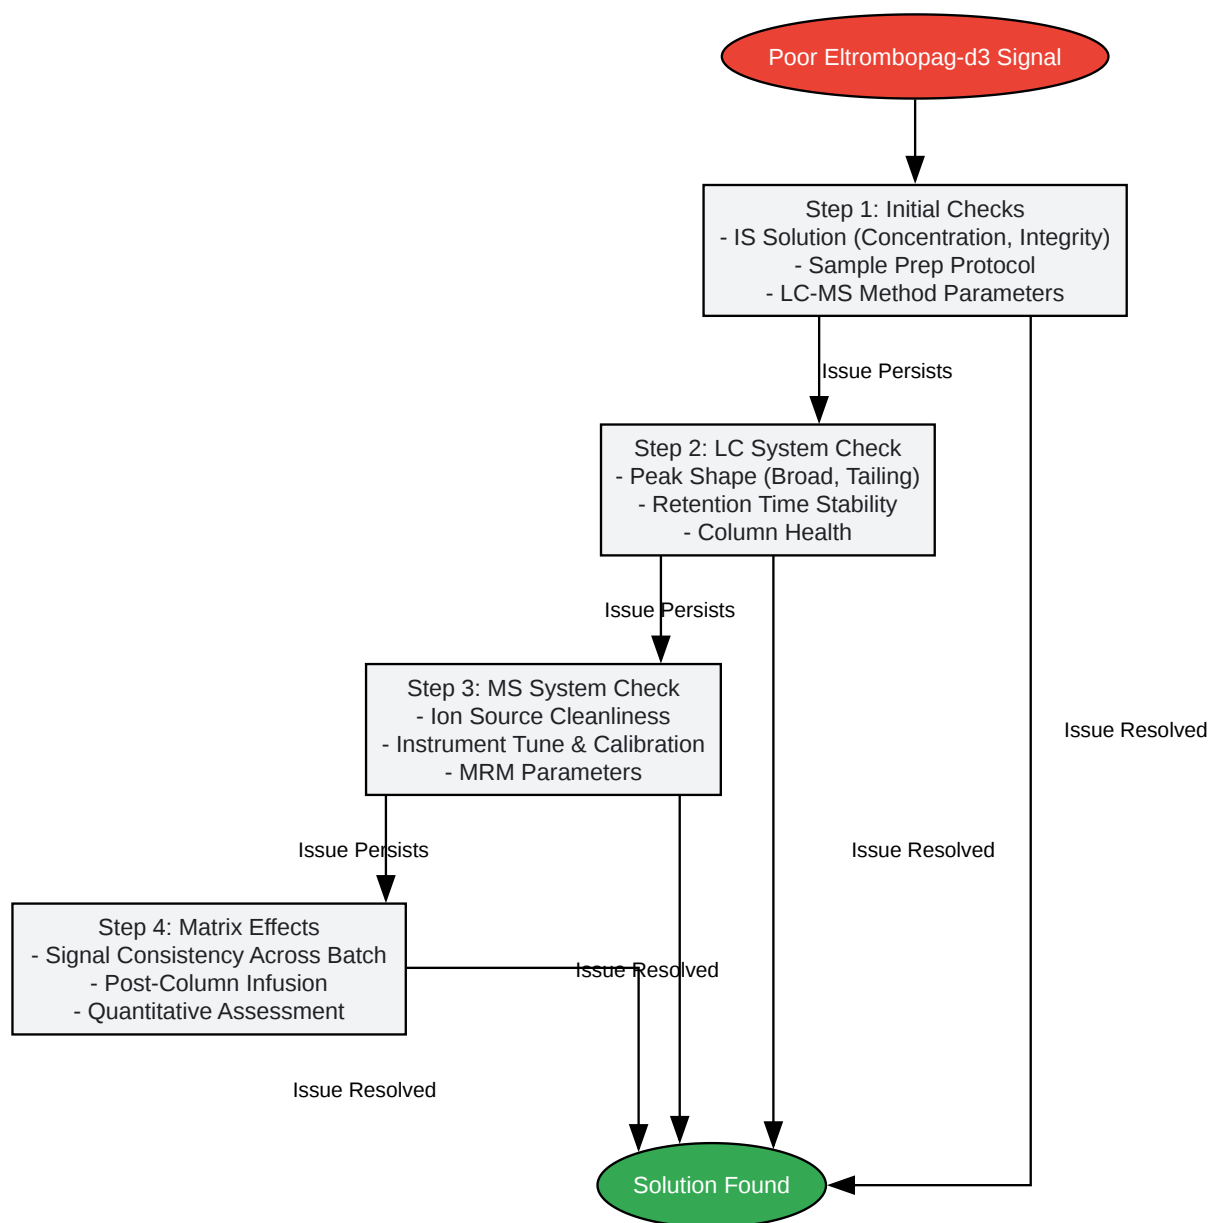 Poor Eltrombopag-d3 Signal
Step 1: Initial Checks
- IS Solution (Concentration, Integrity)
- Sample Prep Protocol
- LC-MS Method Parameters
Issue Persists
Step 2: LC System Check
- Peak Shape (Broad, Tailing)
- Retention Time Stability
- Column Health
Issue Persists
Step 3: MS System Check
- Ion Source Cleanliness
- Instrument Tune & Calibration
- MRM Parameters
Issue Resolved
Issue Persists
Issue Resolved
Step 4: Matrix Effects
- Signal Consistency Across Batch
- Post-Column Infusion
- Quantitative Assessment
Issue Resolved
Issue Resolved
Solution Found